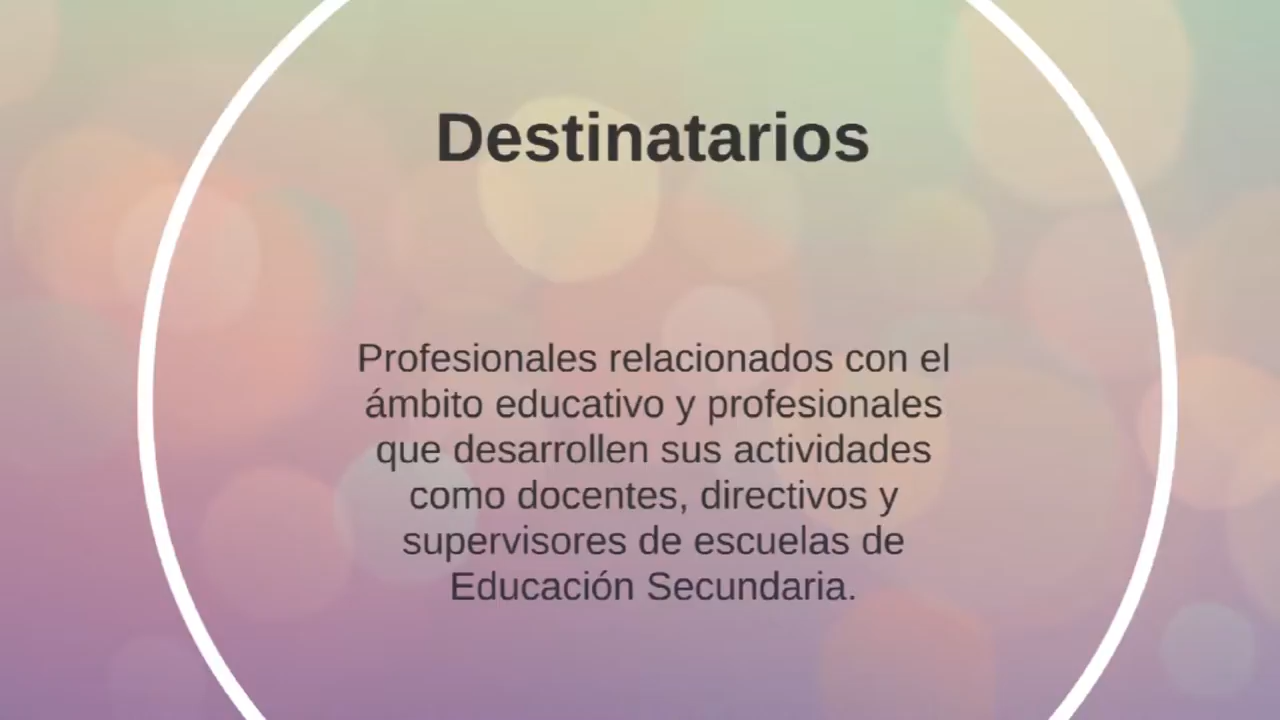 Destinatarios
Profesionales relacionados con el
ámbito educativo y profesionales
que desarrollen sus actividades
como docentes, directivos y
supervisores de escuelas de
Educación Secundaria.